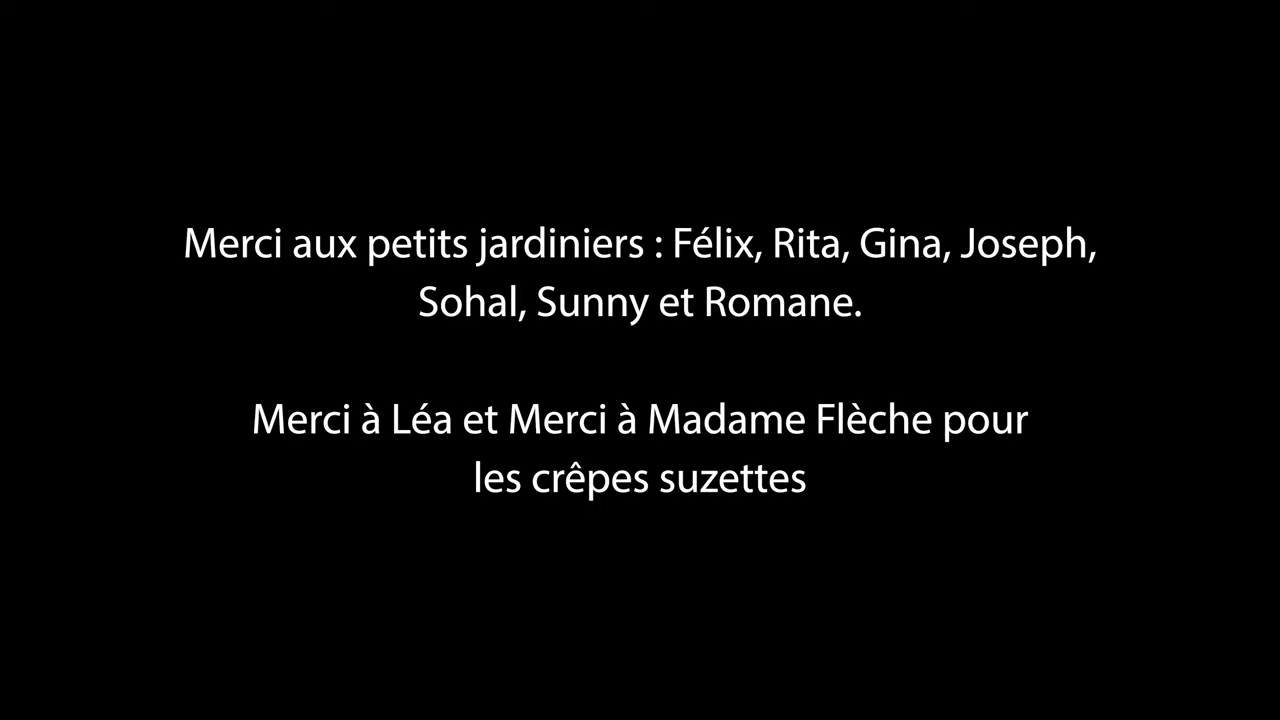 Merci aux petits jardiniers : Félix, Rita, Gina, Joseph,
Sohal, Sunny et Romane.
Merci à Léa et Merci à Madame Flèche pour
les crêpes suzettes